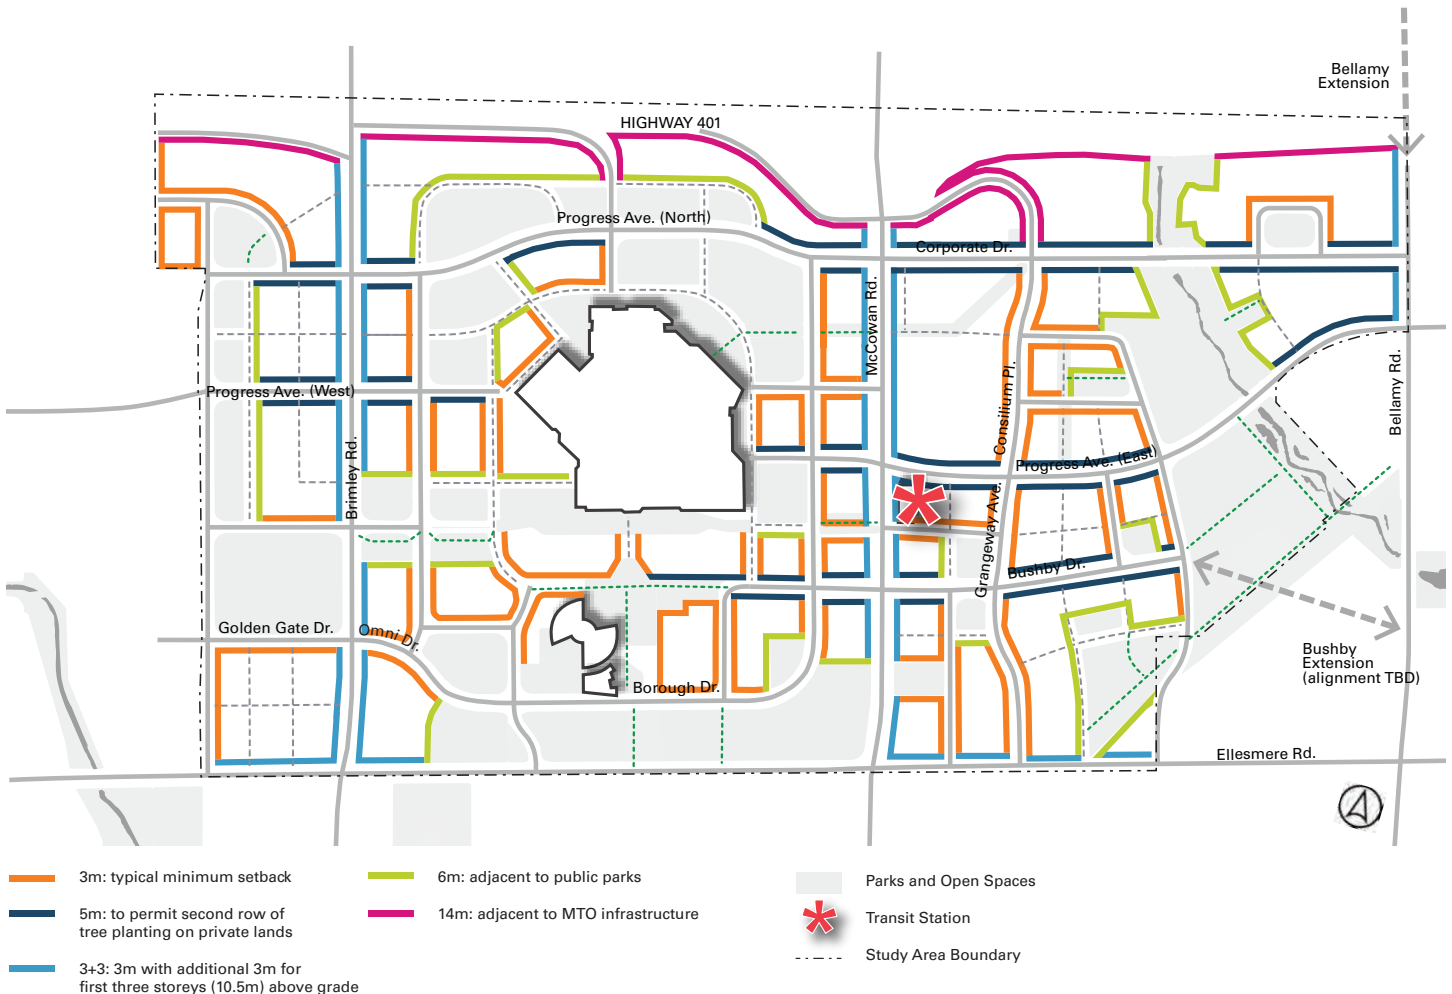 Bellamy
Extension
HIGHWAY 401
Progress Ave. (North)
Corporate Dr.
McCowan Rd.
Consilium Pl.
Bellamy Rd.
Progress Ave. (West)
Brimley Rd.
Progress Ave. (East)
Grangeway Ave.
Bushby Dr.
Golden Gate Dr.
Omni Dr.
Borough Dr.
Bushby
Extension
(alignment TBD)
Ellesmere Rd.
3m: typical minimum setback
5m: to permit second row of
tree planting on private lands
3+3: 3m with additional 3m for
first three storeys (10.5m) above grade
6m: adjacent to public parks
14m: adjacent to MTO infrastructure
Parks and Open Spaces
Transit Station
Study Area Boundary